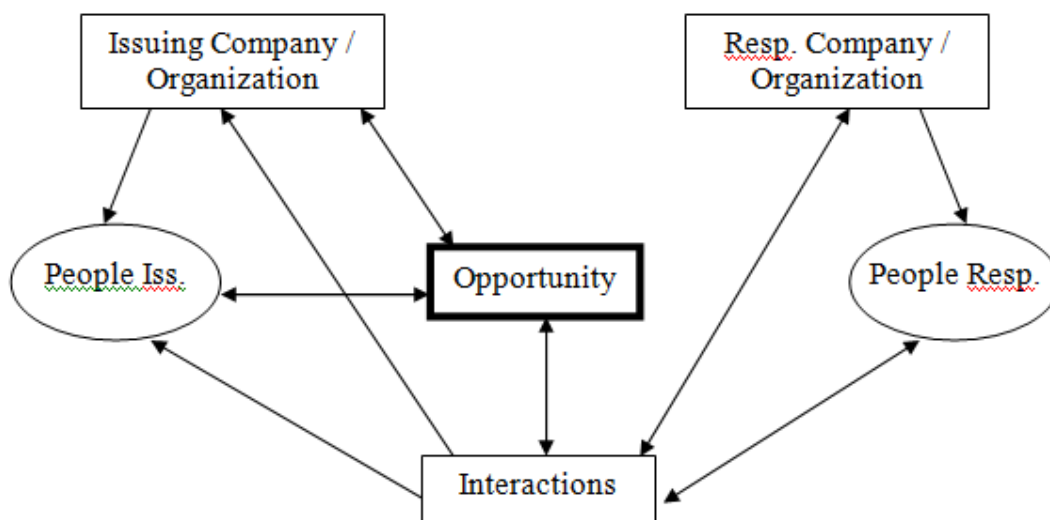 Issuing Company /
Organization
Resp. Company /
Organization
People Iss.
Opportunity
People Resp.
Interactions